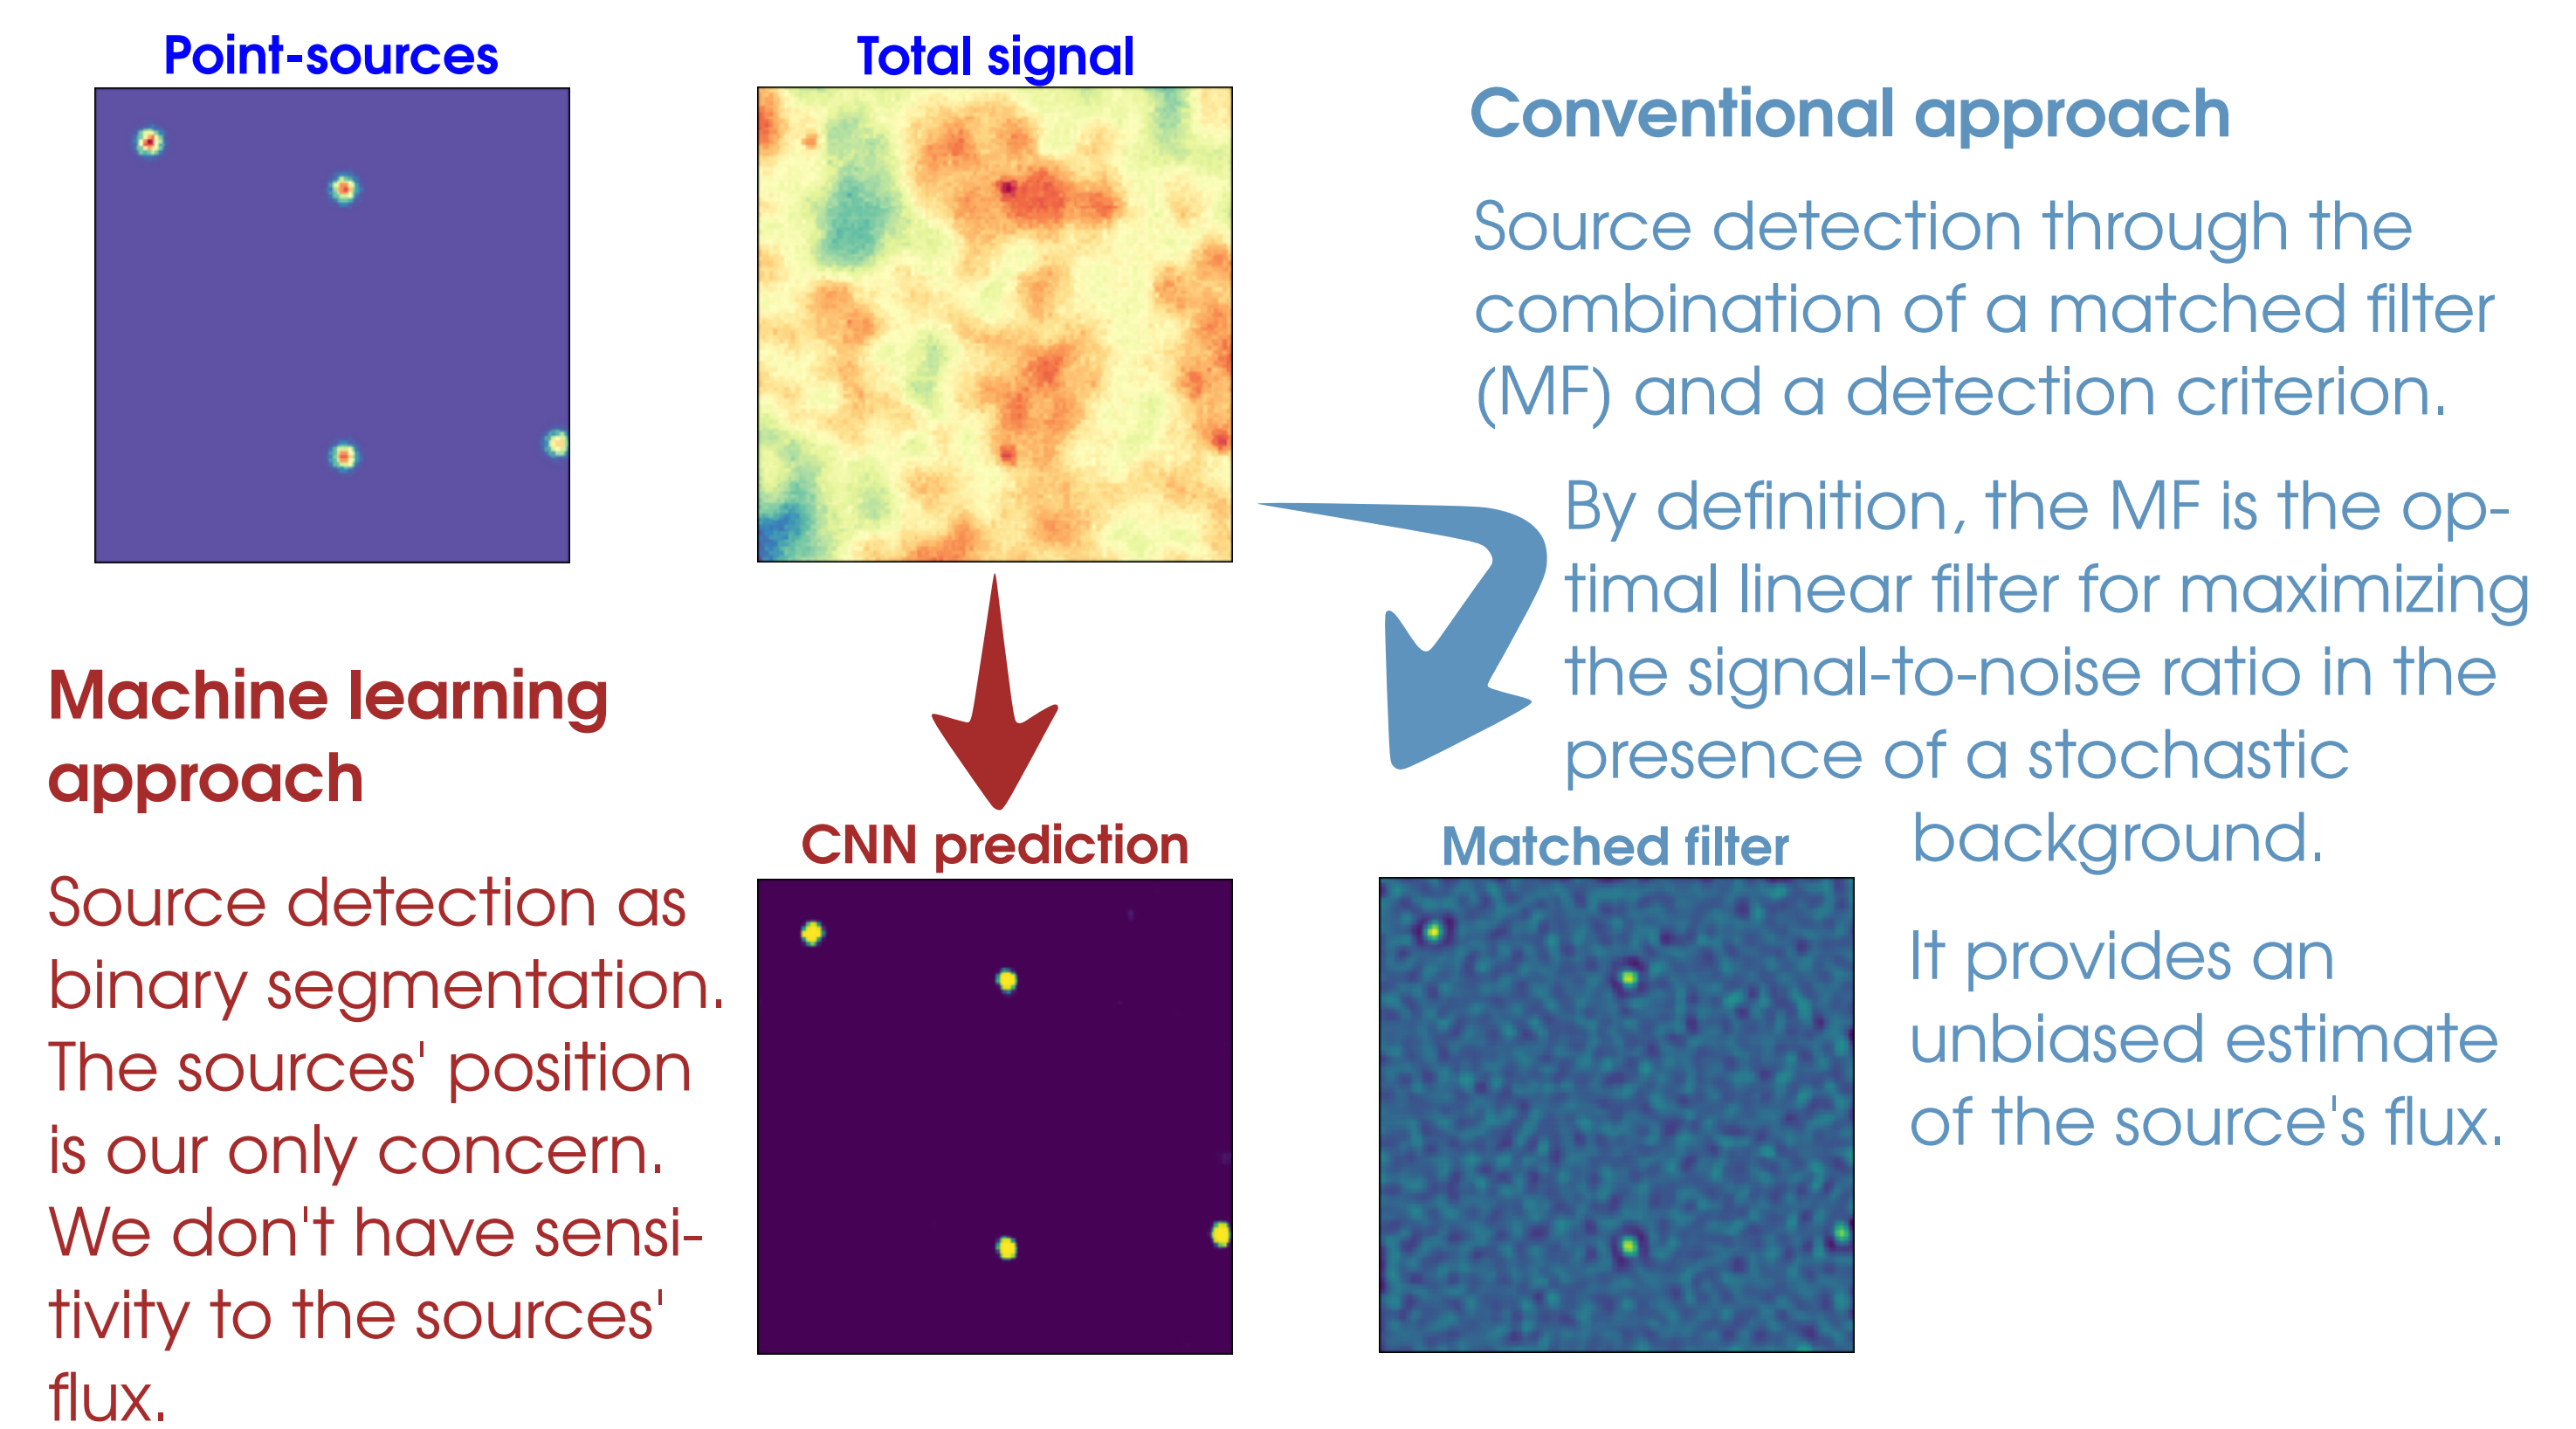 Point-sources
Total signal
Conventional approach
Source detection through the
combination of a matched filter
(MF) and a detection criterion.
By definition, the MF is the op-
timal linear filter for maximizing
the signal-to-noise ratio in the
presence of a stochastic
background.
It provides an
unbiased estimate
of the source's flux.
Machine learning
approach
Source detection as
binary segmentation.
The sources' position
is our only concern.
We don't have sensi-
tivity to the sources'
flux.
CNN prediction
Matched filter